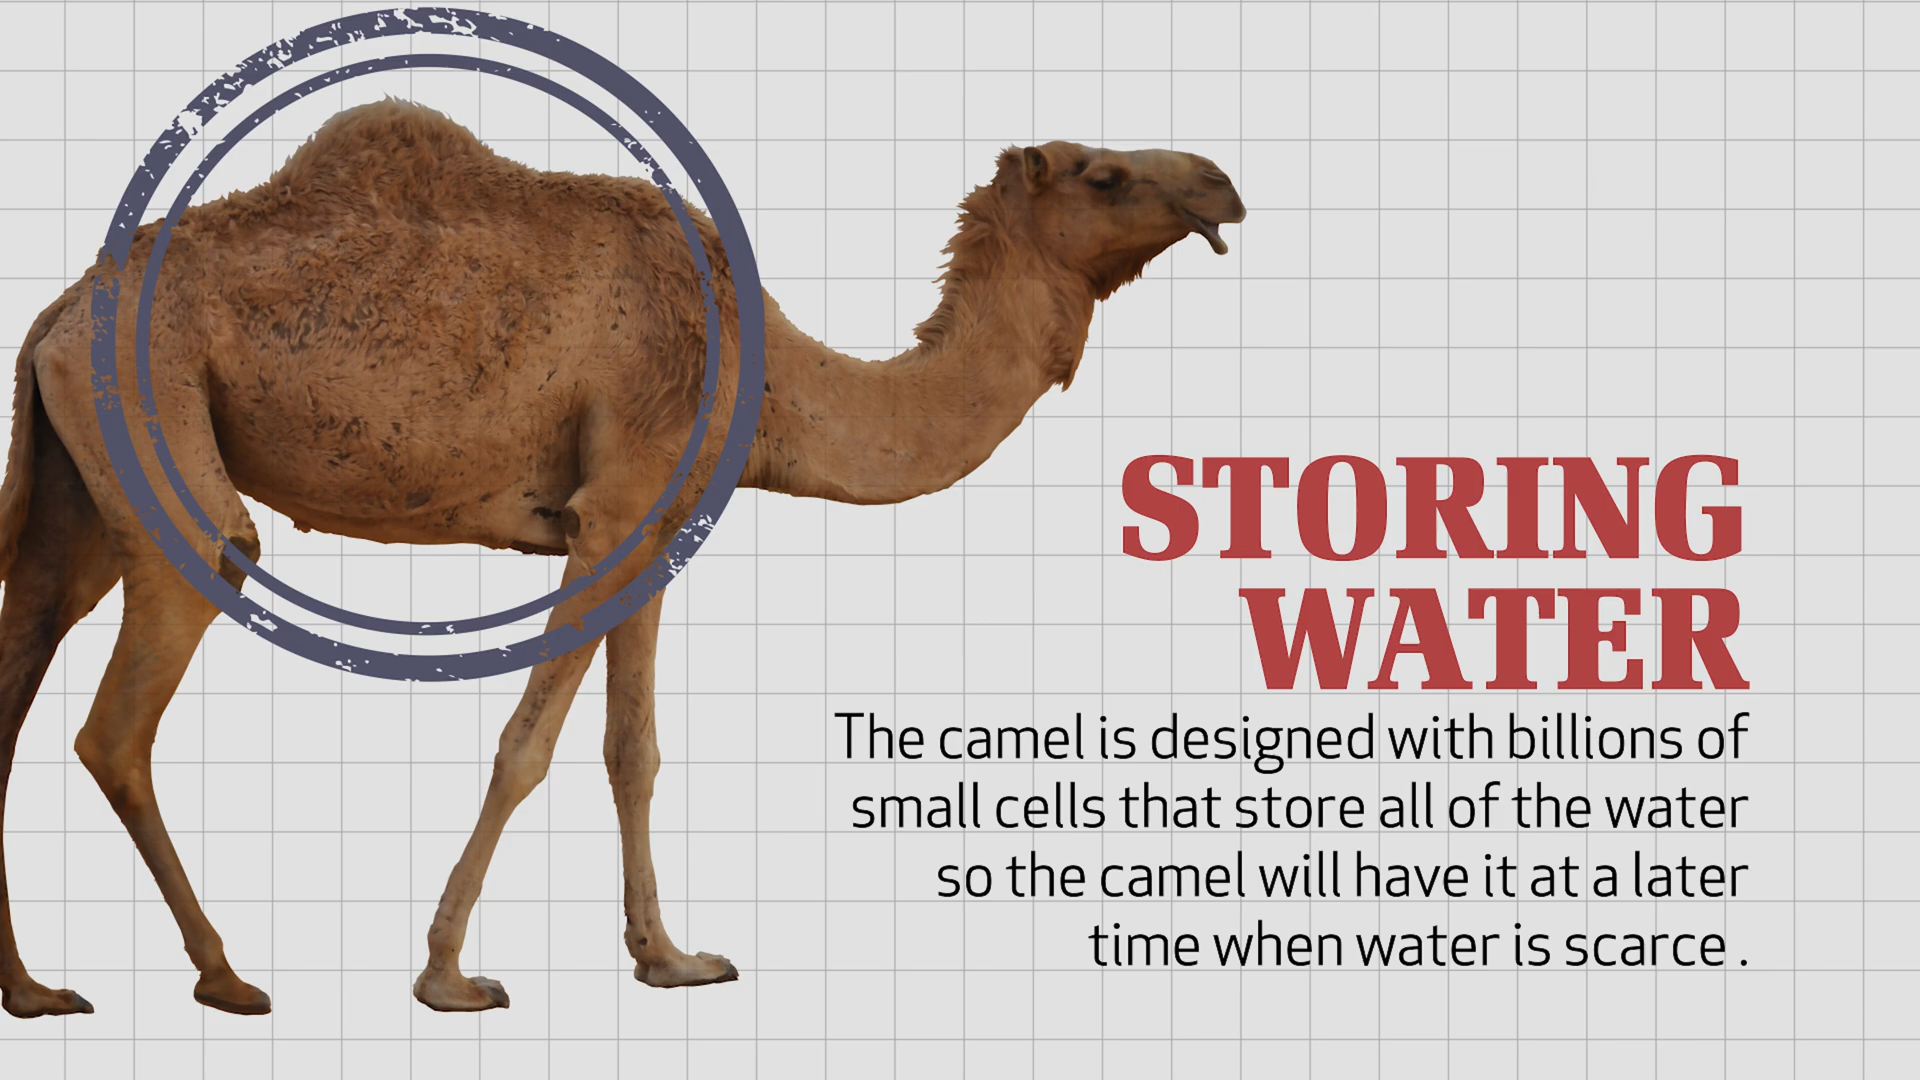 STORING
WATER
The camel is designed with billions of
small cells that store all of the water
so the camel will have it at a later
time when water is scarce .